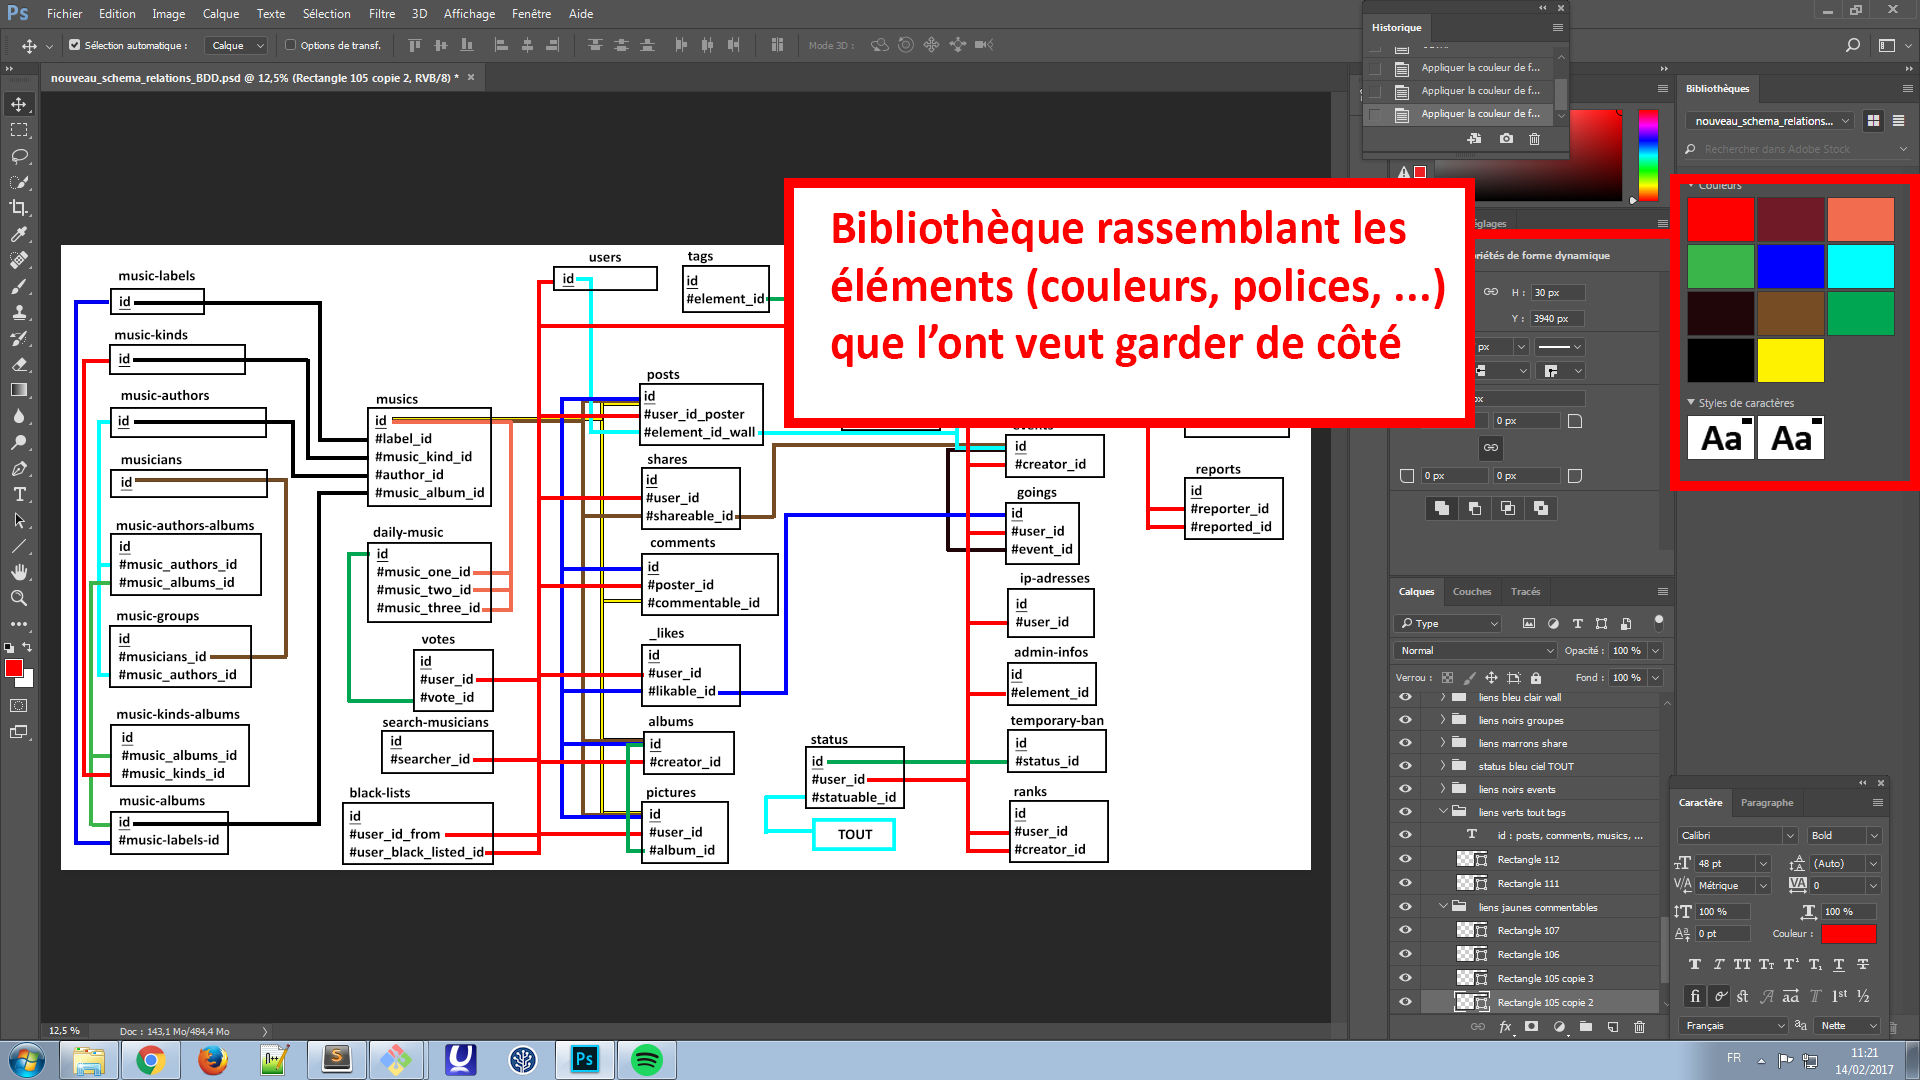 Ps Fichier Edition Image Calque Texte Sélection Filtre 3D Affichage Fenêtre Aide
Sélection automatique : Calque Options de transf. Mode 3D :
nouveau_schema_relations_BDD.psd @ 12,5% (Rectangle 105 copie 2, RVB/8) * ×
Historique
Appliquer la couleur de f...
Appliquer la couleur de f...
Appliquer la couleur de f...
Bibliothèques
nouveau_schema_relations...
Rechercher dans Adobe Stock
Couleurs
Styles de caractères
Aa Aa
Bibliothèque rassemblant les
éléments (couleurs, polices, ...)
que l'ont veut garder de côté
music-labels
id
music-kinds
id
music-authors
id
musicians
id
music-authors-albums
id
#music_authors_id
#music_albums_id
music-groups
id
#musicians_id
#music_authors_id
music-kinds-albums
id
#music_albums_id
#music_kinds_id
music-albums
id
#music-labels-id
musics
id
#label_id
#music_kind_id
#author_id
#music_album_id
daily-music
id
#music_one_id
#music_two_id
#music_three_id
votes
id
#user_id
#vote_id
search-musicians
id
#searcher_id
black-lists
id
#user_id_from
#user_black_listed_id
users
id
tags
id
#element_id
posts
id
#user_id_poster
#element_id_wall
shares
id
#user_id
#shareable_id
comments
id
#poster_id
#commentable_id
_likes
id
#user_id
#likable_id
albums
id
#creator_id
pictures
id
#user_id
#album_id
status
id
#user_id
#statuable_id
TOUT
events
id
#creator_id
goings
id
#user_id
#event_id
ip-adresses
id
#user_id
admin-infos
id
#element_id
temporary-ban
id
#status_id
ranks
id
#user_id
#creator_id
reports
id
#reporter_id
#reported_id
églages
riétés de forme dynamique
H : 30 px
Y : 3940 px
px
px
0 px
0 px 0 px
Calques Couches Tracés
Type
Normal Opacité : 100 %
Verrou : Fond : 100 %
liens bleu clair wall
liens noirs groupes
liens marrons share
status bleu ciel TOUT
liens noirs events
liens verts tout tags
T id : posts, comments, musics, ...
Rectangle 112
Rectangle 111
liens jaunes commentables
Rectangle 107
Rectangle 106
Rectangle 105 copie 3
Rectangle 105 copie 2
fx
Caractère Paragraphe
Calibri Bold
48 pt (Auto)
Métrique 0
100 % 100 %
0 pt Couleur :
T T TT Tт T¹ T₁ T T
fi st A ad T 1st ½
Français aa Nette
12,5 % Doc : 143,1 Mo/484,4 Mo
FR
11:21
14/02/2017